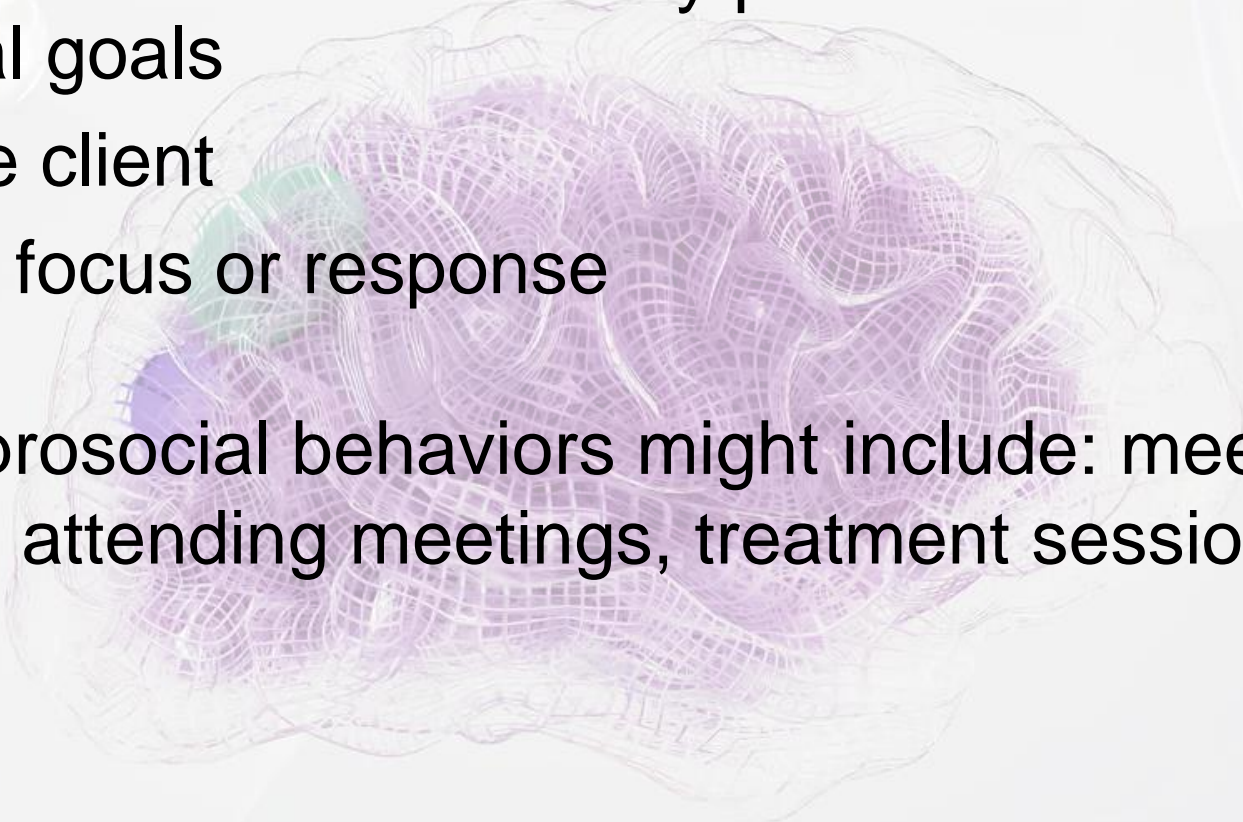 al goals
e client
focus or response
prosocial behaviors might include: mee
attending meetings, treatment sessio